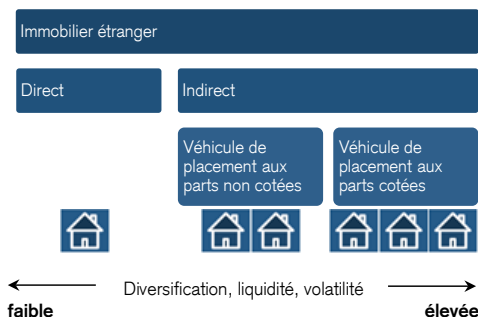 Immobilier étranger
Direct
Indirect
Véhicule de
placement aux
parts non cotées
Véhicule de
placement aux
parts cotées
Diversification, liquidité, volatilité
faible
élevée